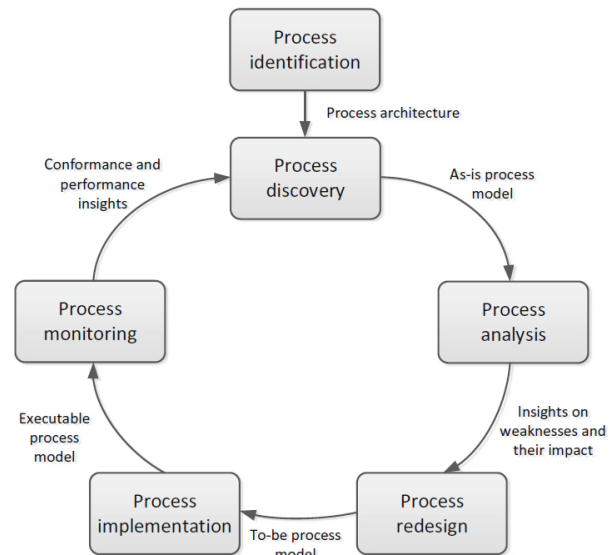 Process
identification
Process architecture
Process
discovery
As-is process
model
Process
analysis
Insights on
weaknesses and
their impact
Process
redesign
To-be process
model
Process
implementation
Executable
process
model
Process
monitoring
Conformance and
performance
insights